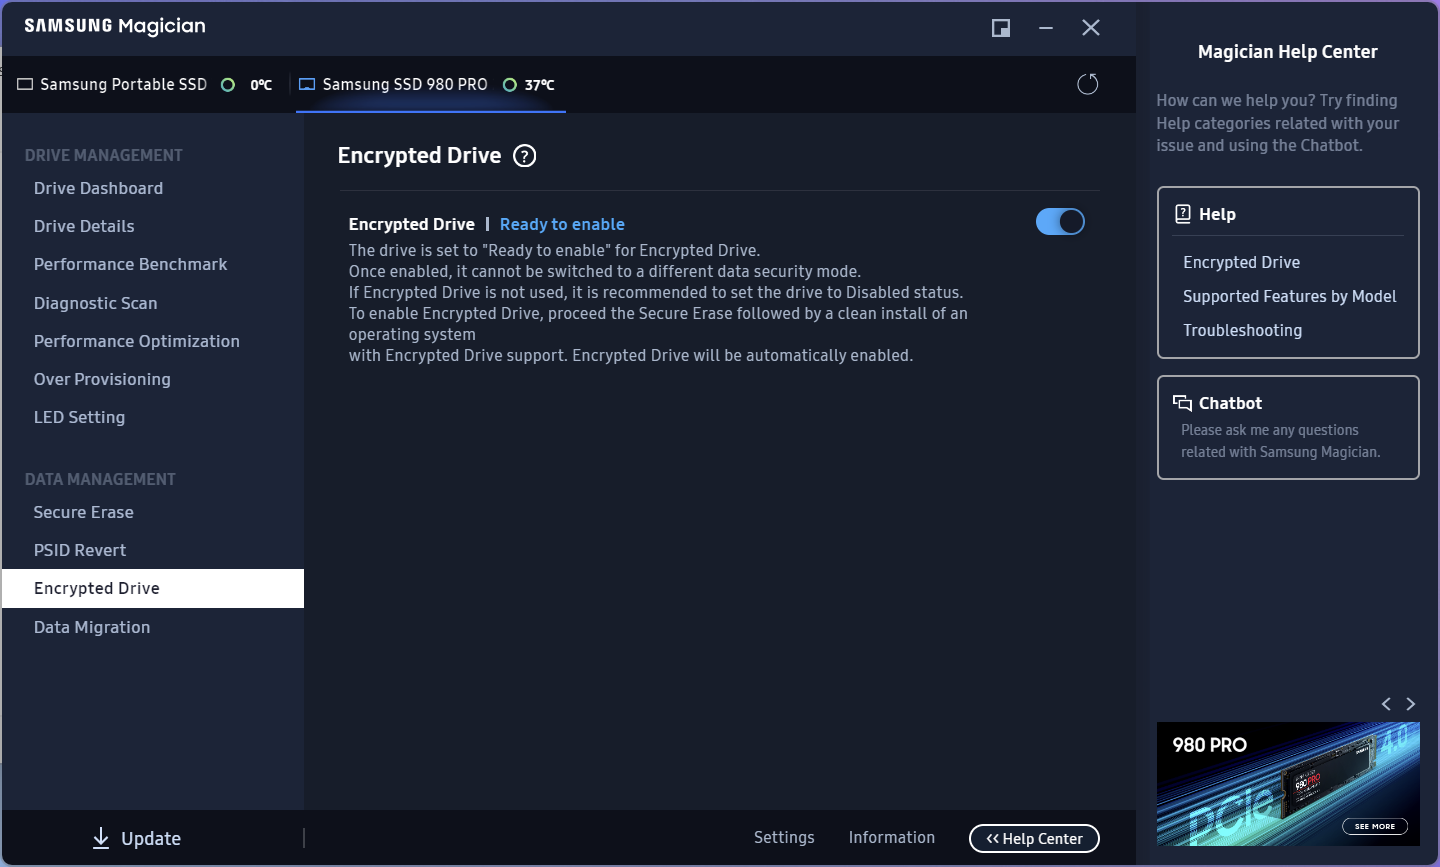 SAMSUNG Magician
Samsung Portable SSD 0℃ Samsung SSD 980 PRO 37℃
DRIVE MANAGEMENT
Drive Dashboard
Drive Details
Performance Benchmark
Diagnostic Scan
Performance Optimization
Over Provisioning
LED Setting
DATA MANAGEMENT
Secure Erase
PSID Revert
Encrypted Drive
Data Migration
Update
Encrypted Drive ?
Encrypted Drive | Ready to enable
The drive is set to "Ready to enable" for Encrypted Drive.
Once enabled, it cannot be switched to a different data security mode.
If Encrypted Drive is not used, it is recommended to set the drive to Disabled status.
To enable Encrypted Drive, proceed the Secure Erase followed by a clean install of an
operating system
with Encrypted Drive support. Encrypted Drive will be automatically enabled.
Settings Information << Help Center
Magician Help Center
How can we help you? Try finding
Help categories related with your
issue and using the Chatbot.
Help
Encrypted Drive
Supported Features by Model
Troubleshooting
Chatbot
Please ask me any questions
related with Samsung Magician.
980 PRO
4.0
980 PRO
PCIe
SEE MORE